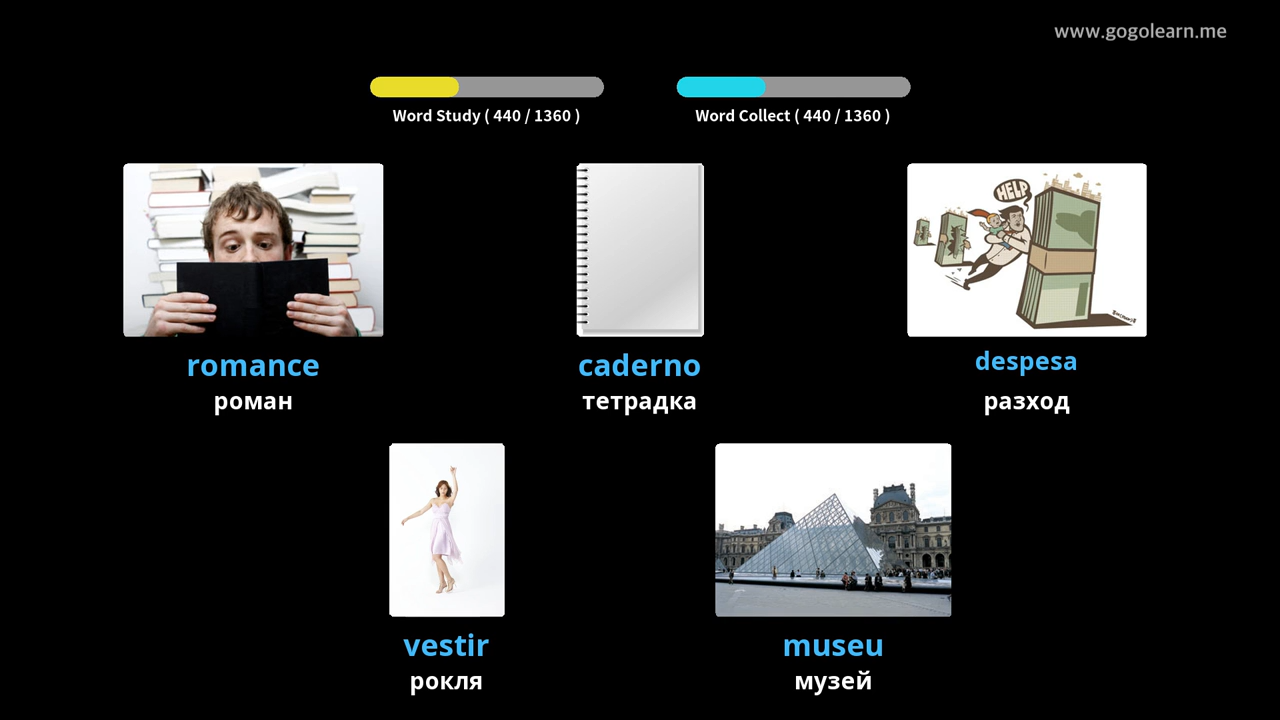 www.gogolearn.me
Word Study ( 440 / 1360 )
Word Collect ( 440 / 1360 )
HELP
romance
caderno
despesa
роман
тетрадка
разход
vestir
museu
рокля
музей